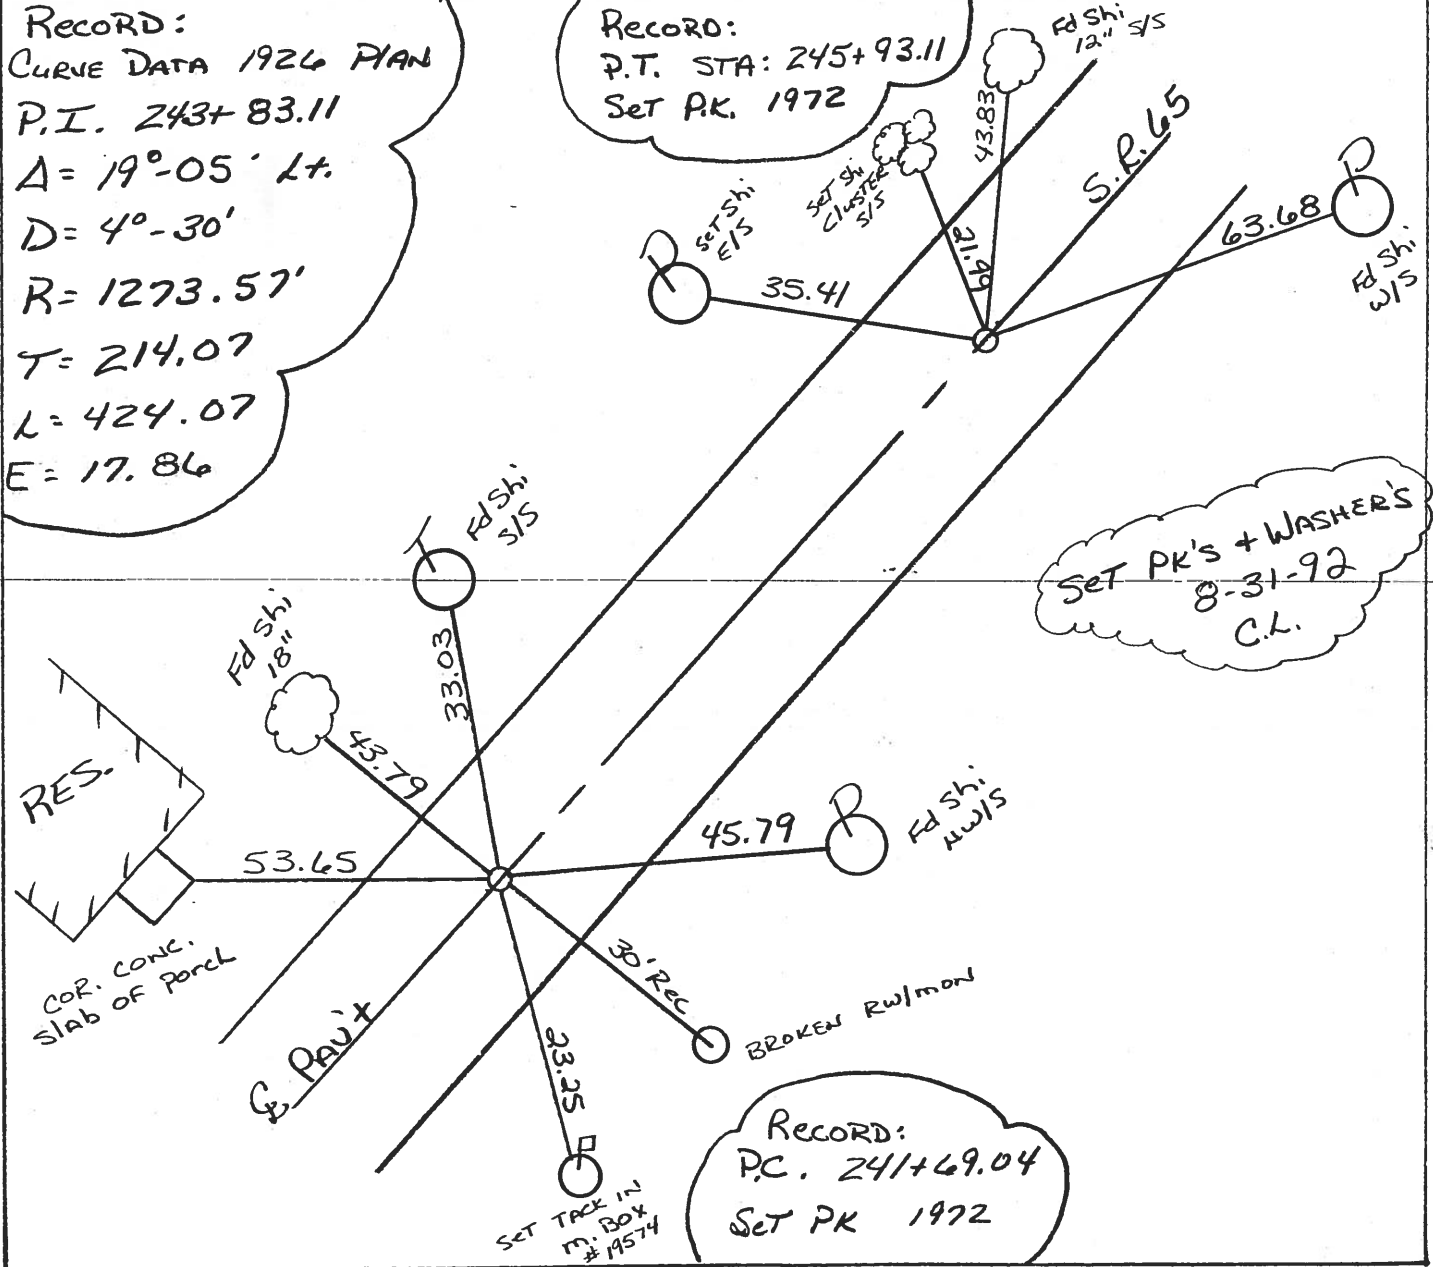 RECORD:
CURVE DATA 1926 PLAN
P.I. 243+83.11
Δ= 19°-05' Lt.
D= 4°-30'
R= 1273.57'
T= 214.07
L= 424.07
E= 17.86
RECORD:
P.T. STA: 245+93.11
SET P.K. 1972
Fd Shi
12" S/S
43.83
SET Shi
CLUSTER
S/S
21.90
S.R. 65
SET Shi
E/S
35.41
63.68
Fd Shi
W/S
SET PK'S + WASHER'S
8-31-92
C.L.
Fd Shi
S/S
33.03
Fd Shi
18"
43.79
RES.
53.65
COR. CONC.
Slab OF Porch
45.79
Fd Shi
NW/S
30' Rec
BROKEN RW/MON
℄ PAV'T
23.25
SET TACK IN
M. BOX
# 19574
RECORD:
P.C. 241+69.04
SET PK 1972